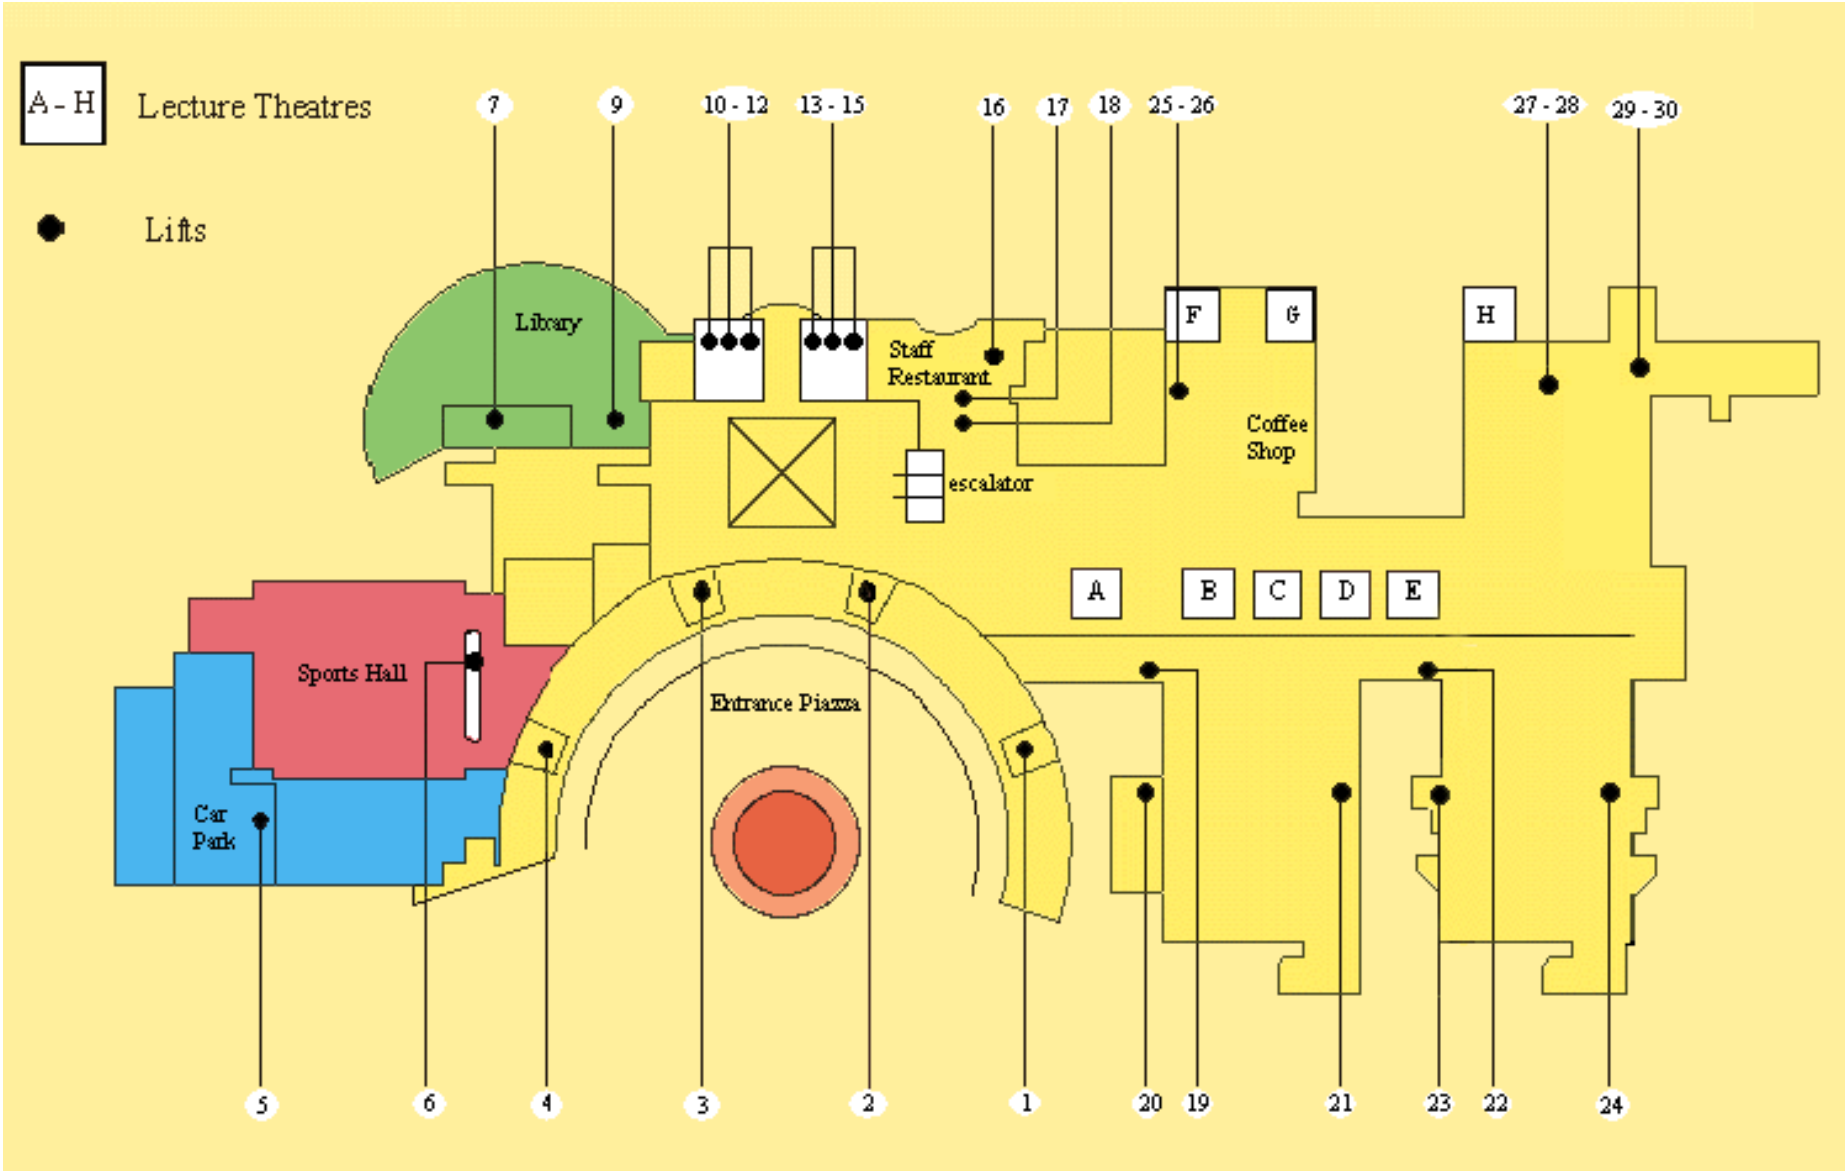 A - H Lecture Theatres
Lifts
7
9
10 - 12
13 - 15
16
17
18
25 - 26
27 - 28
29 - 30
Library
Staff
Restaurant
F
G
H
Coffee
Shop
escalator
A
B
C
D
E
Sports Hall
Entrance Piazza
Car
Park
5
6
4
3
2
1
20
19
21
23
22
24